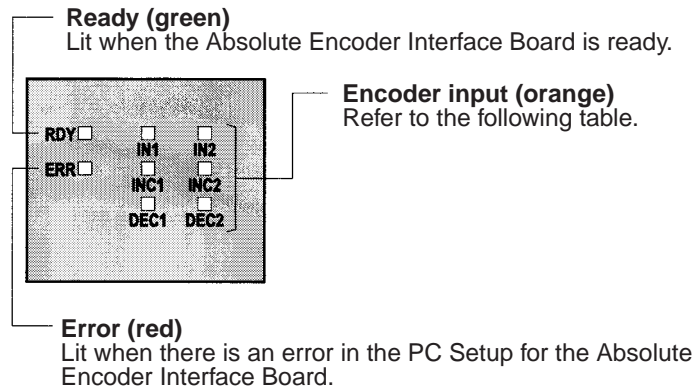 Ready (green)
Lit when the Absolute Encoder Interface Board is ready.
Encoder input (orange)
Refer to the following table.
RDY
IN1
IN2
ERR
INC1
INC2
DEC1
DEC2
Error (red)
Lit when there is an error in the PC Setup for the Absolute
Encoder Interface Board.